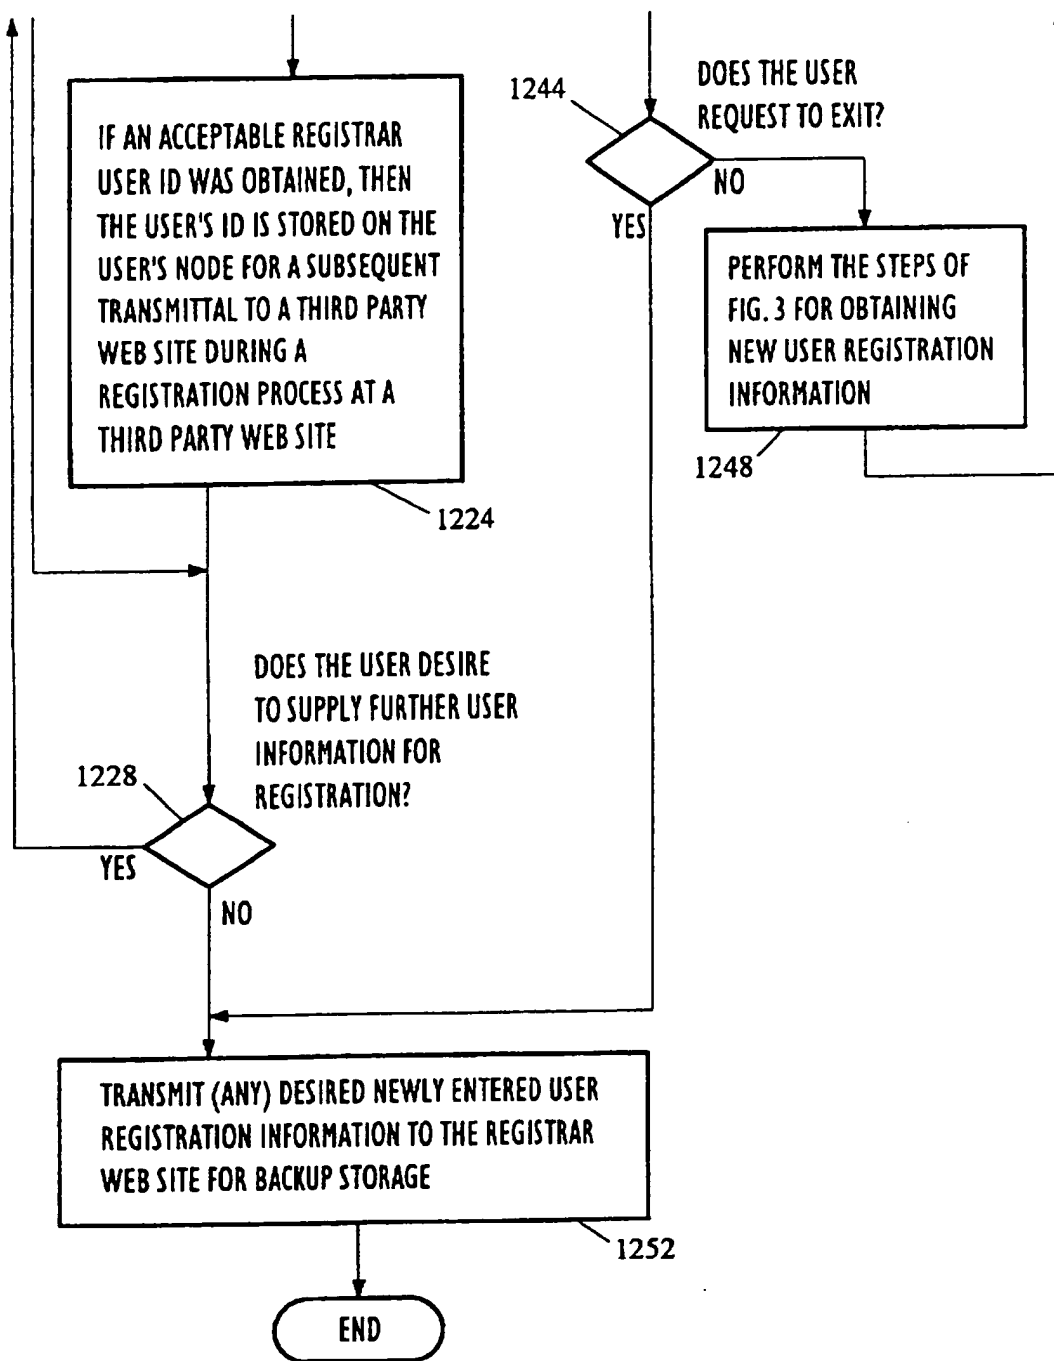 IF AN ACCEPTABLE REGISTRAR
USER ID WAS OBTAINED, THEN
THE USER'S ID IS STORED ON THE
USER'S NODE FOR A SUBSEQUENT
TRANSMITTAL TO A THIRD PARTY
WEB SITE DURING A
REGISTRATION PROCESS AT A
THIRD PARTY WEB SITE
1224
1244
DOES THE USER
REQUEST TO EXIT?
NO
YES
PERFORM THE STEPS OF
FIG. 3 FOR OBTAINING
NEW USER REGISTRATION
INFORMATION
1248
DOES THE USER DESIRE
TO SUPPLY FURTHER USER
INFORMATION FOR
REGISTRATION?
1228
YES
NO
TRANSMIT (ANY) DESIRED NEWLY ENTERED USER
REGISTRATION INFORMATION TO THE REGISTRAR
WEB SITE FOR BACKUP STORAGE
1252
END